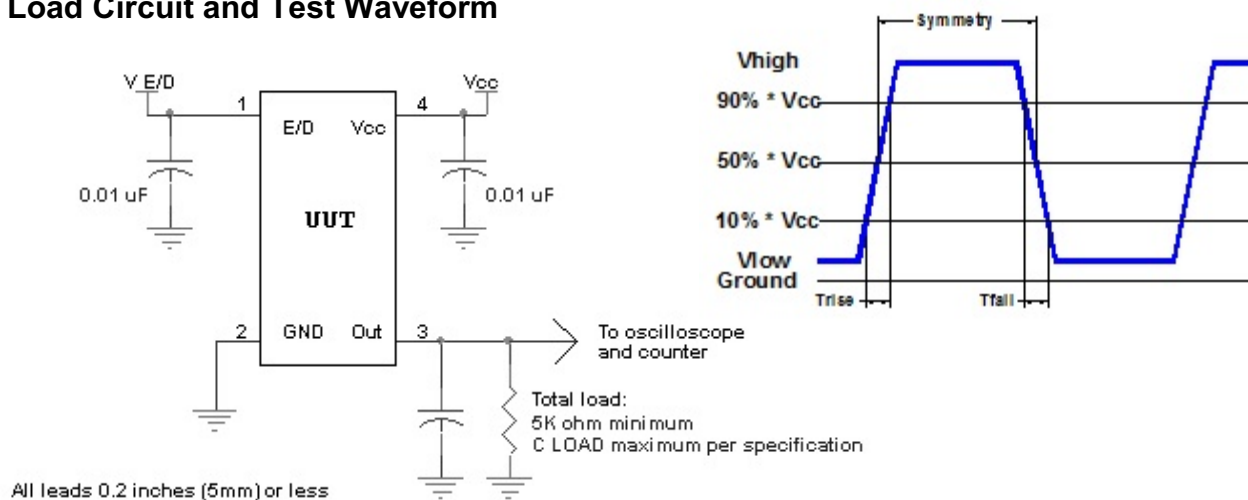 Load Circuit and Test Waveform
V E/D
Vcc
1
4
E/D
Vcc
0.01 uF
0.01 uF
UUT
2
GND
Out
3
To oscilloscope
and counter
Total load:
5K ohm minimum
C LOAD maximum per specification
All leads 0.2 inches (5mm) or less
Symmetry
Vhigh
90% * Vcc
50% * Vcc
10% * Vcc
Vlow
Ground
Trise
Tfall